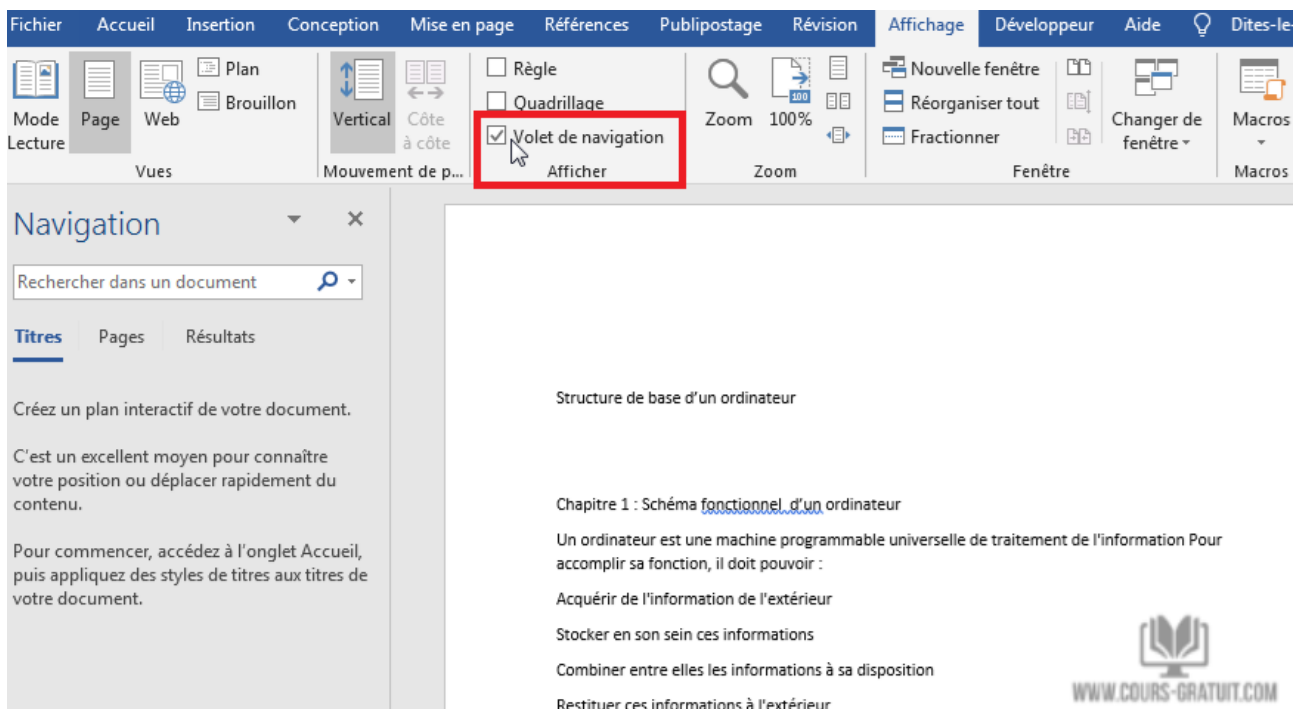 Fichier Accueil Insertion Conception Mise en page Références Publipostage Révision Affichage Développeur Aide Dites-le-
Mode Lecture
Page
Web
Plan
Brouillon
Vues
Vertical
Côte à côte
Mouvement de p...
Règle
Quadrillage
Volet de navigation
Afficher
Zoom
100
100%
Zoom
Nouvelle fenêtre
Réorganiser tout
Fractionner
Changer de fenêtre
Fenêtre
Macros
Macros
Navigation
Rechercher dans un document
Titres Pages Résultats
Créez un plan interactif de votre document.
C'est un excellent moyen pour connaître
votre position ou déplacer rapidement du
contenu.
Pour commencer, accédez à l'onglet Accueil,
puis appliquez des styles de titres aux titres de
votre document.
Structure de base d'un ordinateur
Chapitre 1 : Schéma fonctionnel d'un ordinateur
Un ordinateur est une machine programmable universelle de traitement de l'information Pour
accomplir sa fonction, il doit pouvoir :
Acquérir de l'information de l'extérieur
Stocker en son sein ces informations
Combiner entre elles les informations à sa disposition
Restituer ces informations à l'extérieur
WWW.COURS-GRATUIT.COM